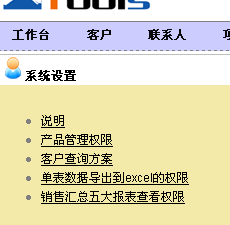 Tools
工作台 客户 联系人
系统设置
说明
产品管理权限
客户查询方案
单表数据导出到excel的权限
销售汇总五大报表查看权限